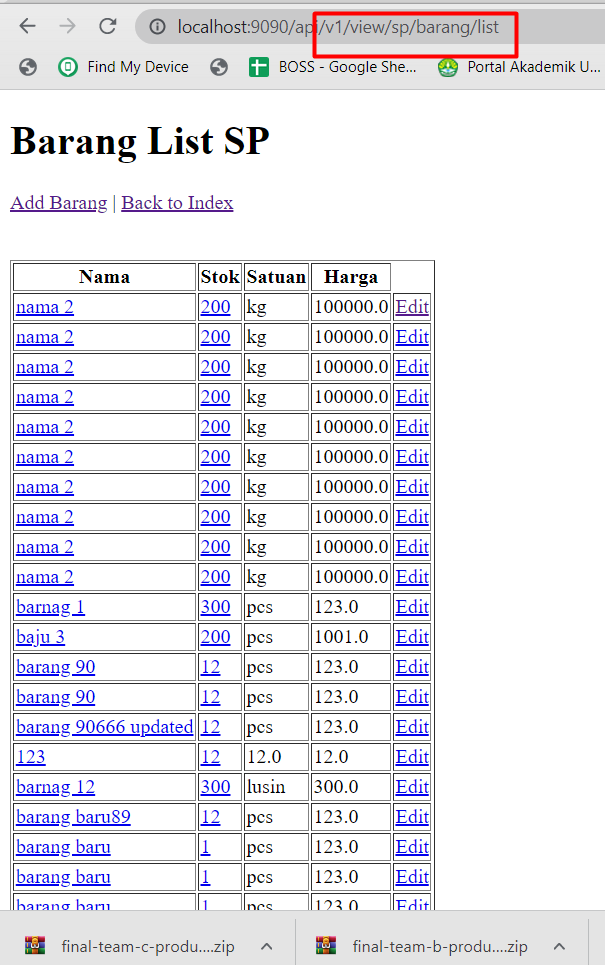 localhost:9090/api/v1/view/sp/barang/list
Find My Device BOSS - Google She... Portal Akademik U...
Barang List SP
Add Barang | Back to Index
Nama Stok Satuan Harga
nama 2 200 kg 100000.0 Edit
nama 2 200 kg 100000.0 Edit
nama 2 200 kg 100000.0 Edit
nama 2 200 kg 100000.0 Edit
nama 2 200 kg 100000.0 Edit
nama 2 200 kg 100000.0 Edit
nama 2 200 kg 100000.0 Edit
nama 2 200 kg 100000.0 Edit
nama 2 200 kg 100000.0 Edit
nama 2 200 kg 100000.0 Edit
barnag 1 300 pcs 123.0 Edit
baju 3 200 pcs 1001.0 Edit
barang 90 12 pcs 123.0 Edit
barang 90 12 pcs 123.0 Edit
barang 90666 updated 12 pcs 123.0 Edit
123 12 12.0 12.0 Edit
barnag 12 300 lusin 300.0 Edit
barang baru89 12 pcs 123.0 Edit
barang baru 1 pcs 123.0 Edit
barang baru 1 pcs 123.0 Edit
barang baru 1 pcs 123.0 Edit
final-team-c-produ....zip final-team-b-produ....zip